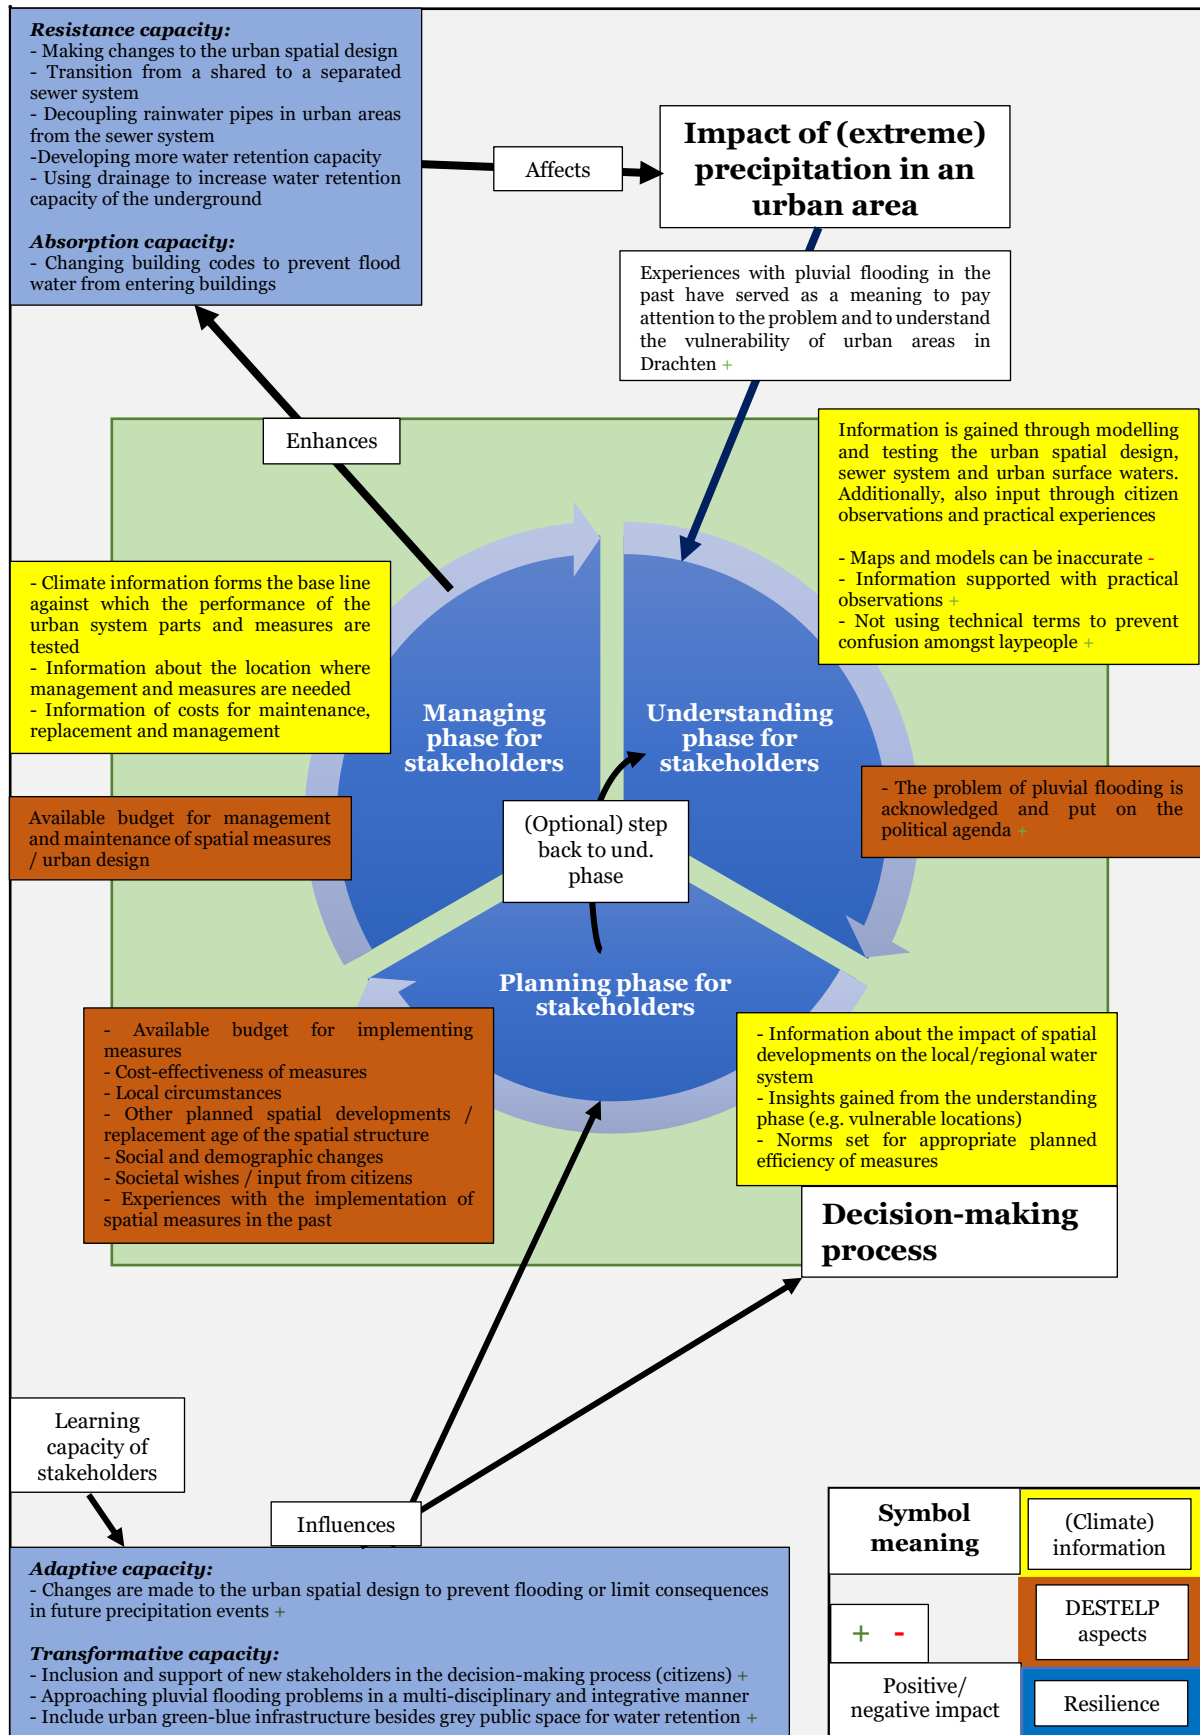 Resistance capacity:
- Making changes to the urban spatial design
- Transition from a shared to a separated
sewer system
- Decoupling rainwater pipes in urban areas
from the sewer system
-Developing more water retention capacity
- Using drainage to increase water retention
capacity of the underground
Absorption capacity:
- Changing building codes to prevent flood
water from entering buildings
Affects
Impact of (extreme)
precipitation in an
urban area
Experiences with pluvial flooding in the
past have served as a meaning to pay
attention to the problem and to understand
the vulnerability of urban areas in
Drachten +
Enhances
Information is gained through modelling
and testing the urban spatial design,
sewer system and urban surface waters.
Additionally, also input through citizen
observations and practical experiences
- Maps and models can be inaccurate -
- Information supported with practical
observations +
- Not using technical terms to prevent
confusion amongst laypeople +
- Climate information forms the base line
against which the performance of the
urban system parts and measures are
tested
- Information about the location where
management and measures are needed
- Information of costs for maintenance,
replacement and management
Managing
phase for
stakeholders
Understanding
phase for
stakeholders
Available budget for management
and maintenance of spatial measures
/ urban design
(Optional) step
back to und.
phase
- The problem of pluvial flooding is
acknowledged and put on the
political agenda +
Planning phase for
stakeholders
- Available budget for implementing
measures
- Cost-effectiveness of measures
- Local circumstances
- Other planned spatial developments /
replacement age of the spatial structure
- Social and demographic changes
- Societal wishes / input from citizens
- Experiences with the implementation of
spatial measures in the past
- Information about the impact of spatial
developments on the local/regional water
system
- Insights gained from the understanding
phase (e.g. vulnerable locations)
- Norms set for appropriate planned
efficiency of measures
Decision-making
process
Learning
capacity of
stakeholders
Influences
Adaptive capacity:
- Changes are made to the urban spatial design to prevent flooding or limit consequences
in future precipitation events +
Transformative capacity:
- Inclusion and support of new stakeholders in the decision-making process (citizens) +
- Approaching pluvial flooding problems in a multi-disciplinary and integrative manner
- Include urban green-blue infrastructure besides grey public space for water retention +
Symbol
meaning
(Climate)
information
+ -
DESTELP
aspects
Positive/
negative impact
Resilience